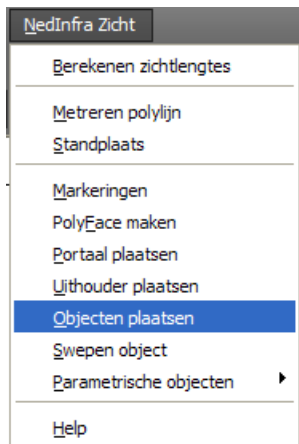 NedInfra Zicht
Berekenen zichtlengtes
Metreren polylijn
Standplaats
Markeringen
PolyFace maken
Portaal plaatsen
Uithouder plaatsen
Objecten plaatsen
Swepen object
Parametrische objecten
Help